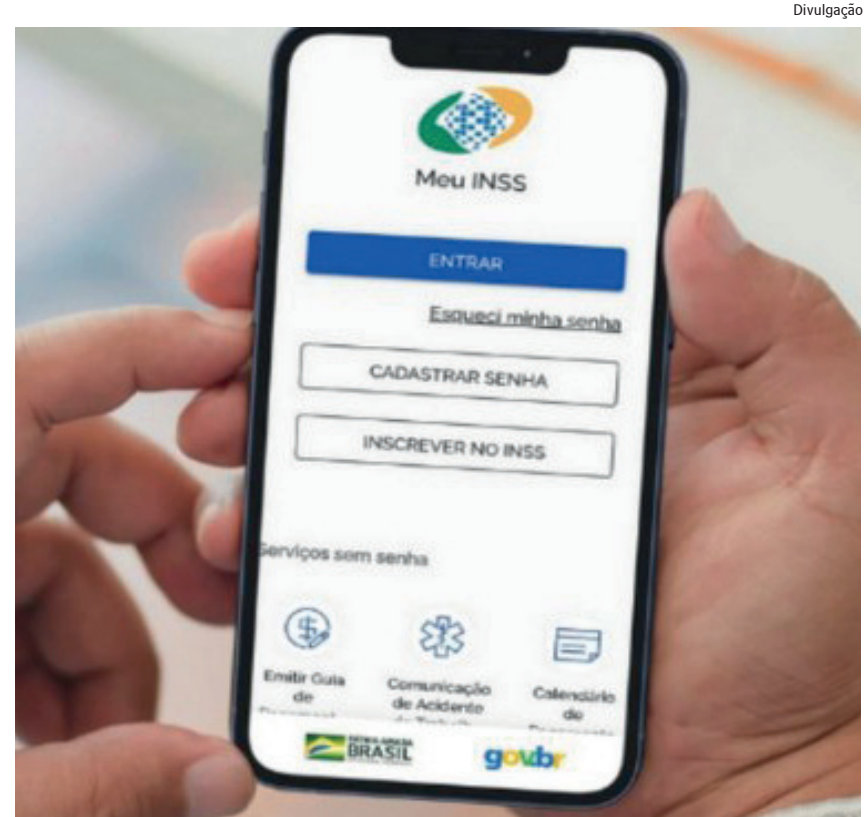 Divulgação
Meu INSS
ENTRAR
Esqueci minha senha
CADASTRAR SENHA
INSCREVER NO INSS
Serviços sem senha
Emitir Guia
de
Comunicação
de Acidente
Calendário
de
BRASIL
gov.br